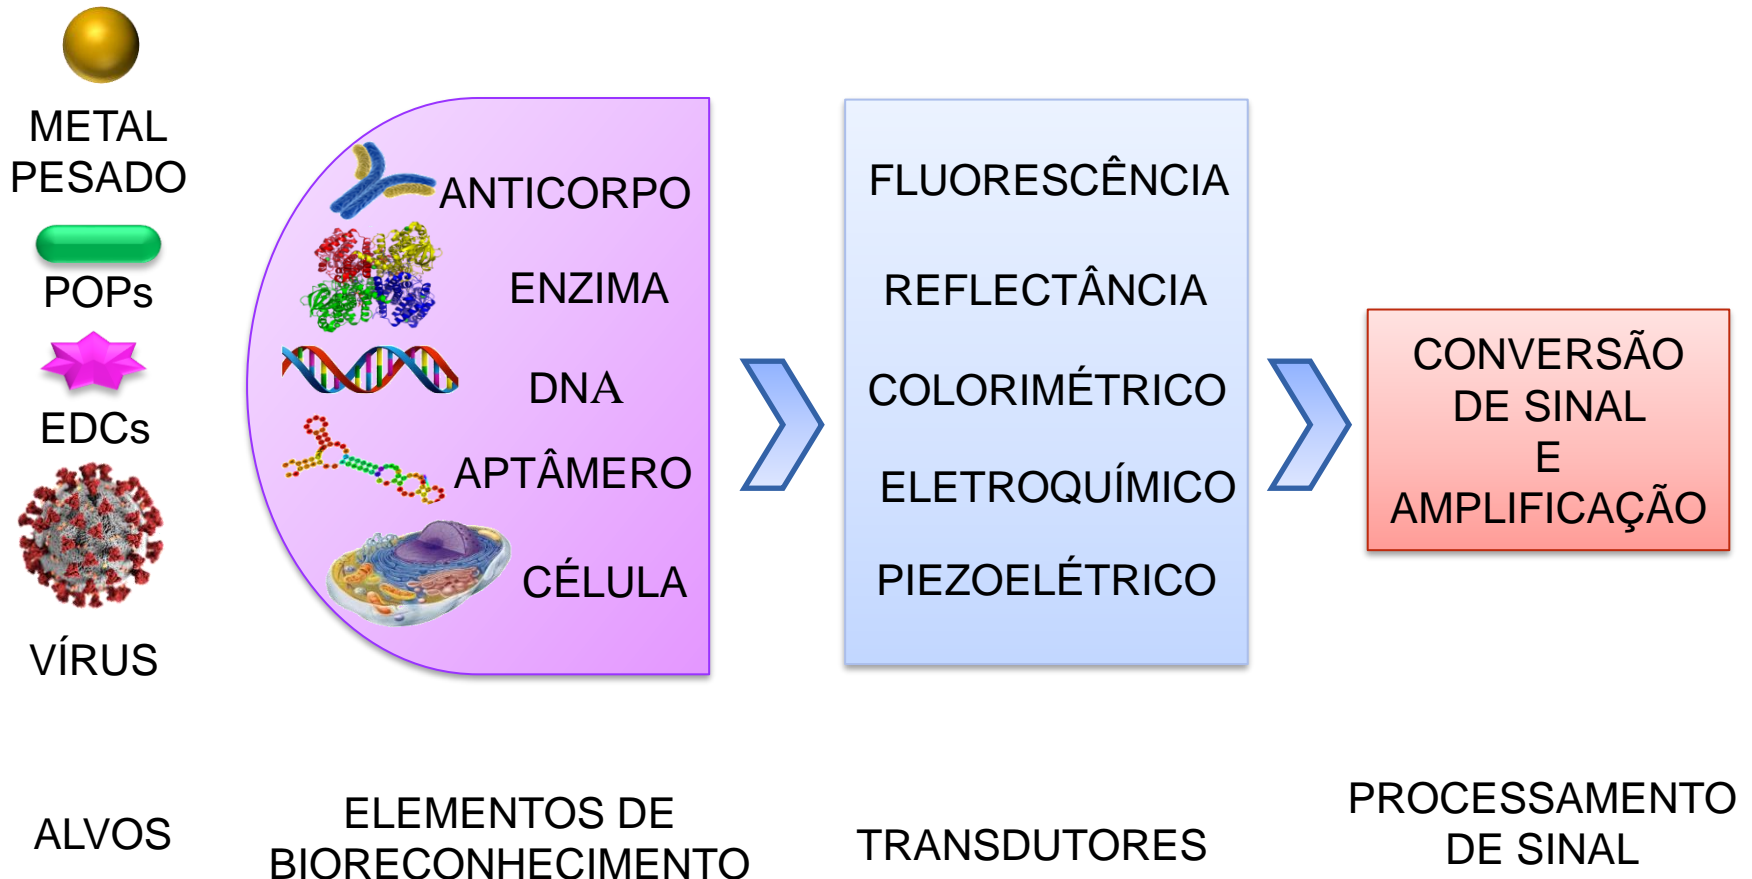 METAL
PESADO
POPs
EDCs
VÍRUS
ALVOS
ANTICORPO
ENZIMA
DNA
APTÂMERO
CÉLULA
ELEMENTOS DE
BIORECONHECIMENTO
FLUORESCÊNCIA
REFLECTÂNCIA
COLORIMÉTRICO
ELETROQUÍMICO
PIEZOELÉTRICO
TRANSDUTORES
CONVERSÃO
DE SINAL
E
AMPLIFICAÇÃO
PROCESSAMENTO
DE SINAL